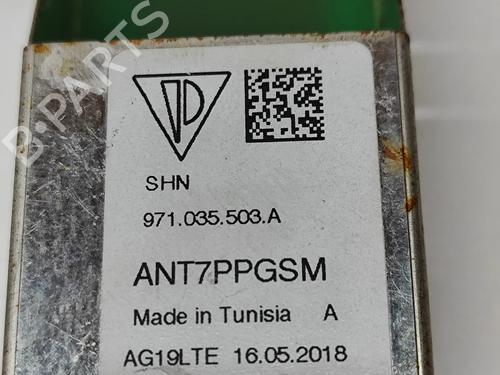 B-PARTS
SHN
971.035.503.A
ANT7PPGSM
Made in Tunisia A
AG19LTE 16.05.2018